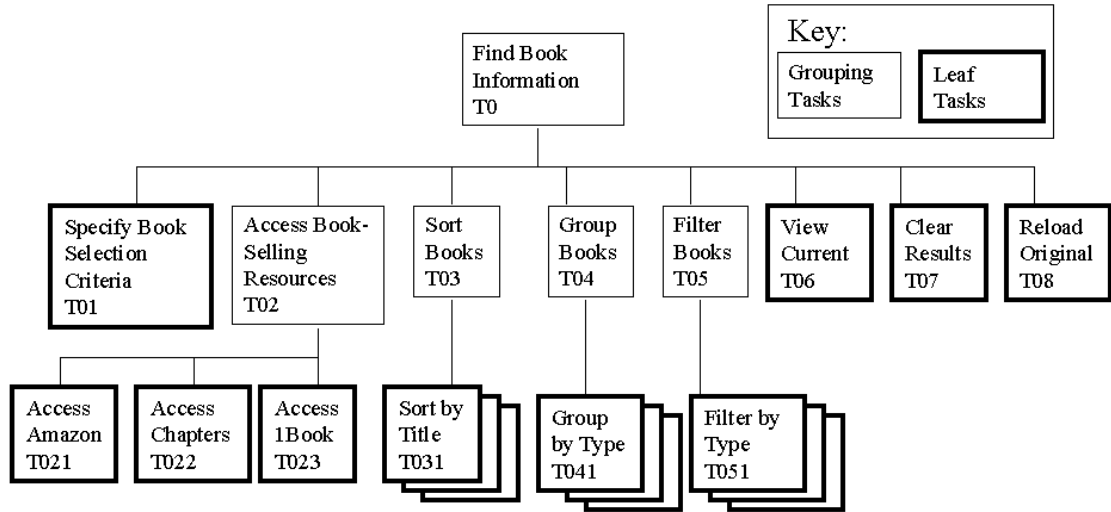 Find Book
Information
T0
Key:
Grouping
Tasks
Leaf
Tasks
Specify Book
Selection
Criteria
T01
Access Book-
Selling
Resources
T02
Sort
Books
T03
Group
Books
T04
Filter
Books
T05
View
Current
T06
Clear
Results
T07
Reload
Original
T08
Access
Amazon
T021
Access
Chapters
T022
Access
1Book
T023
Sort by
Title
T031
Group
by Type
T041
Filter by
Type
T051